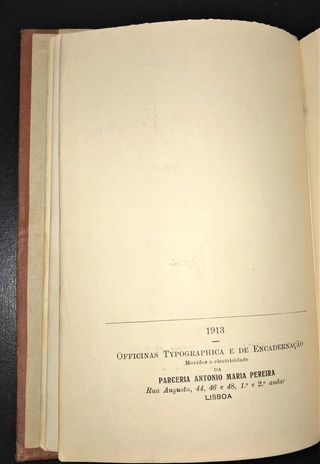 1913
OFFICINAS TYPOGRAPHICA E DE ENCADERNAÇÃO
Movidas a electricidade
DA
PARCERIA ANTONIO MARIA PEREIRA
Rua Augusta, 44, 46 e 48, 1.º e 2.º andar
LISBOA